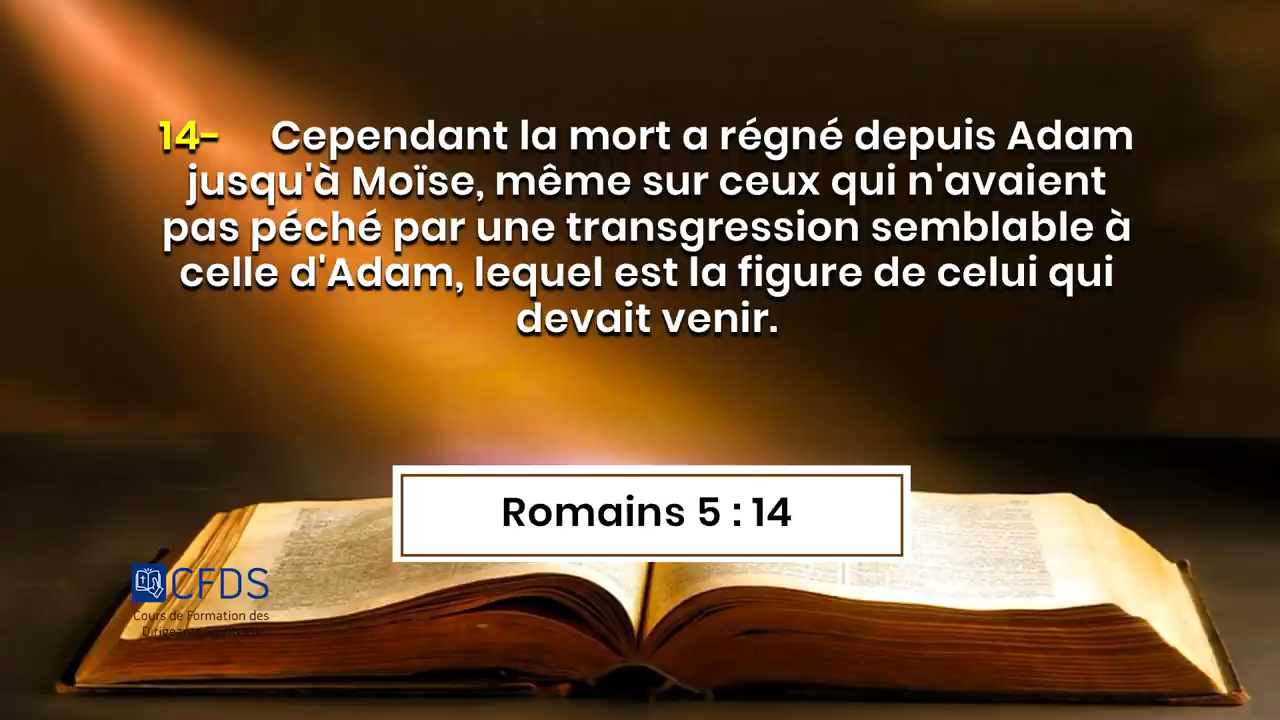 14- Cependant la mort a régné depuis Adam
jusqu'à Moïse, même sur ceux qui n'avaient
pas péché par une transgression semblable à
celle d'Adam, lequel est la figure de celui qui
devait venir.
Romains 5 : 14
CFDS
Cours de Formation des